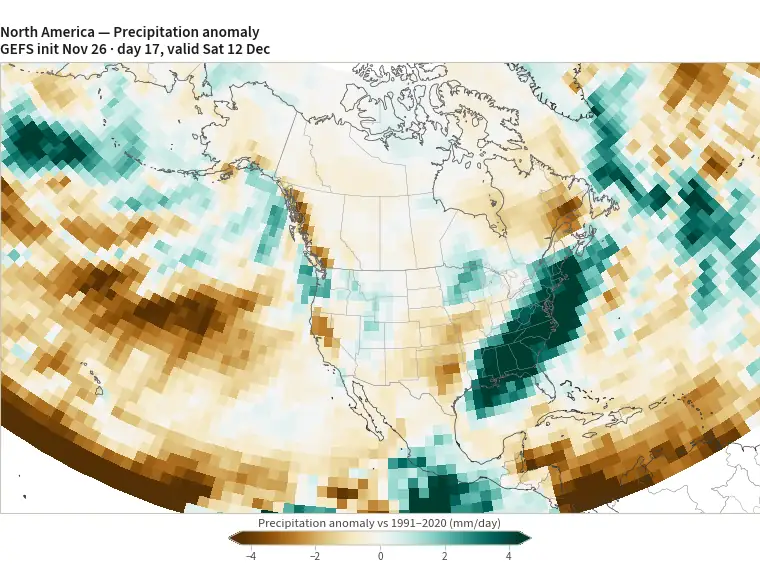 North America — Precipitation anomaly
GEFS init Nov 26 · day 17, valid Sat 12 Dec
Precipitation anomaly vs 1991–2020 (mm/day)
−4 −2 0 2 4